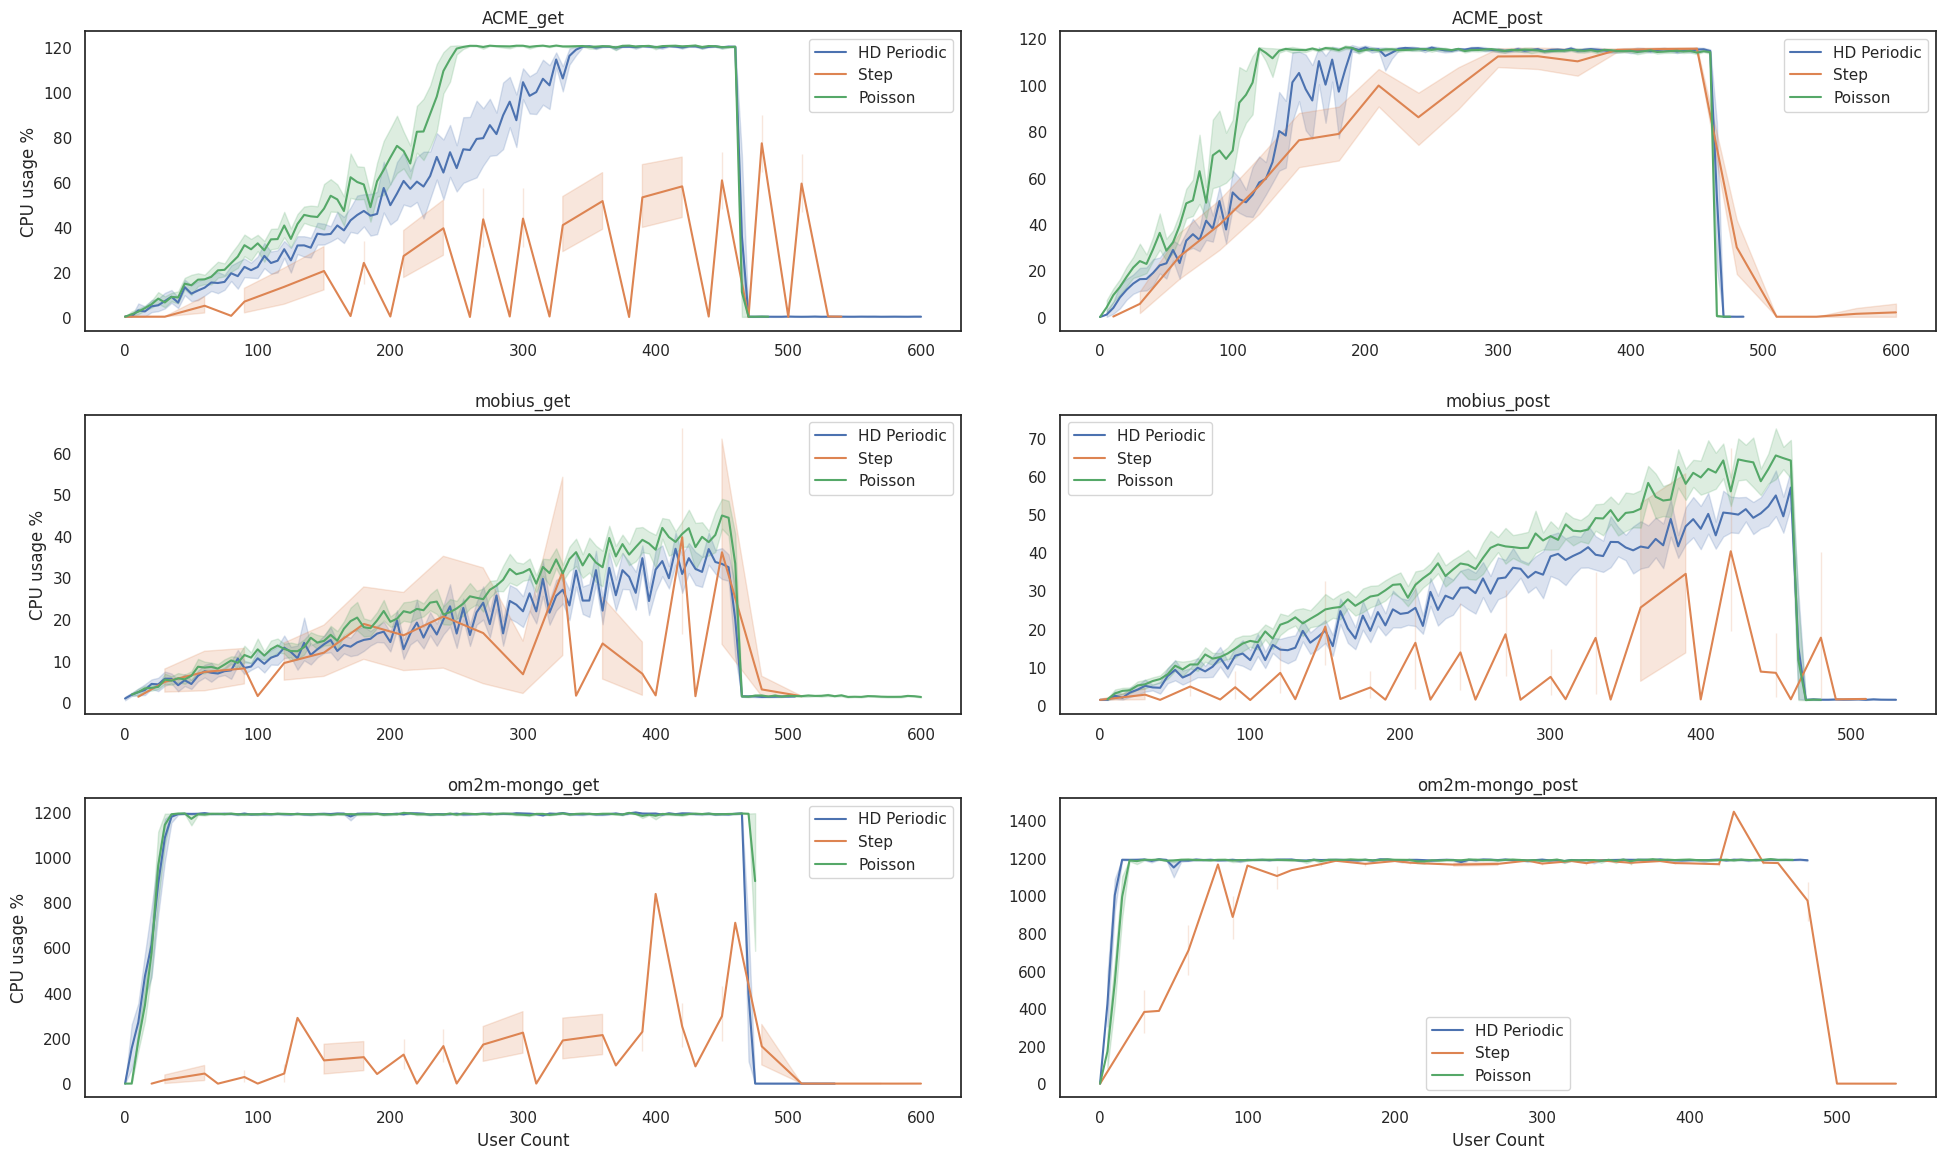 ACME_get
CPU usage %
120
100
80
60
40
20
0
0 100 200 300 400 500 600
HD Periodic
Step
Poisson
ACME_post
120
100
80
60
40
20
0
0 100 200 300 400 500 600
HD Periodic
Step
Poisson
mobius_get
CPU usage %
60
50
40
30
20
10
0
0 100 200 300 400 500 600
HD Periodic
Step
Poisson
mobius_post
70
60
50
40
30
20
10
0
0 100 200 300 400 500
HD Periodic
Step
Poisson
om2m-mongo_get
CPU usage %
1200
1000
800
600
400
200
0
0 100 200 300 400 500 600
User Count
HD Periodic
Step
Poisson
om2m-mongo_post
1400
1200
1000
800
600
400
200
0
0 100 200 300 400 500
User Count
HD Periodic
Step
Poisson